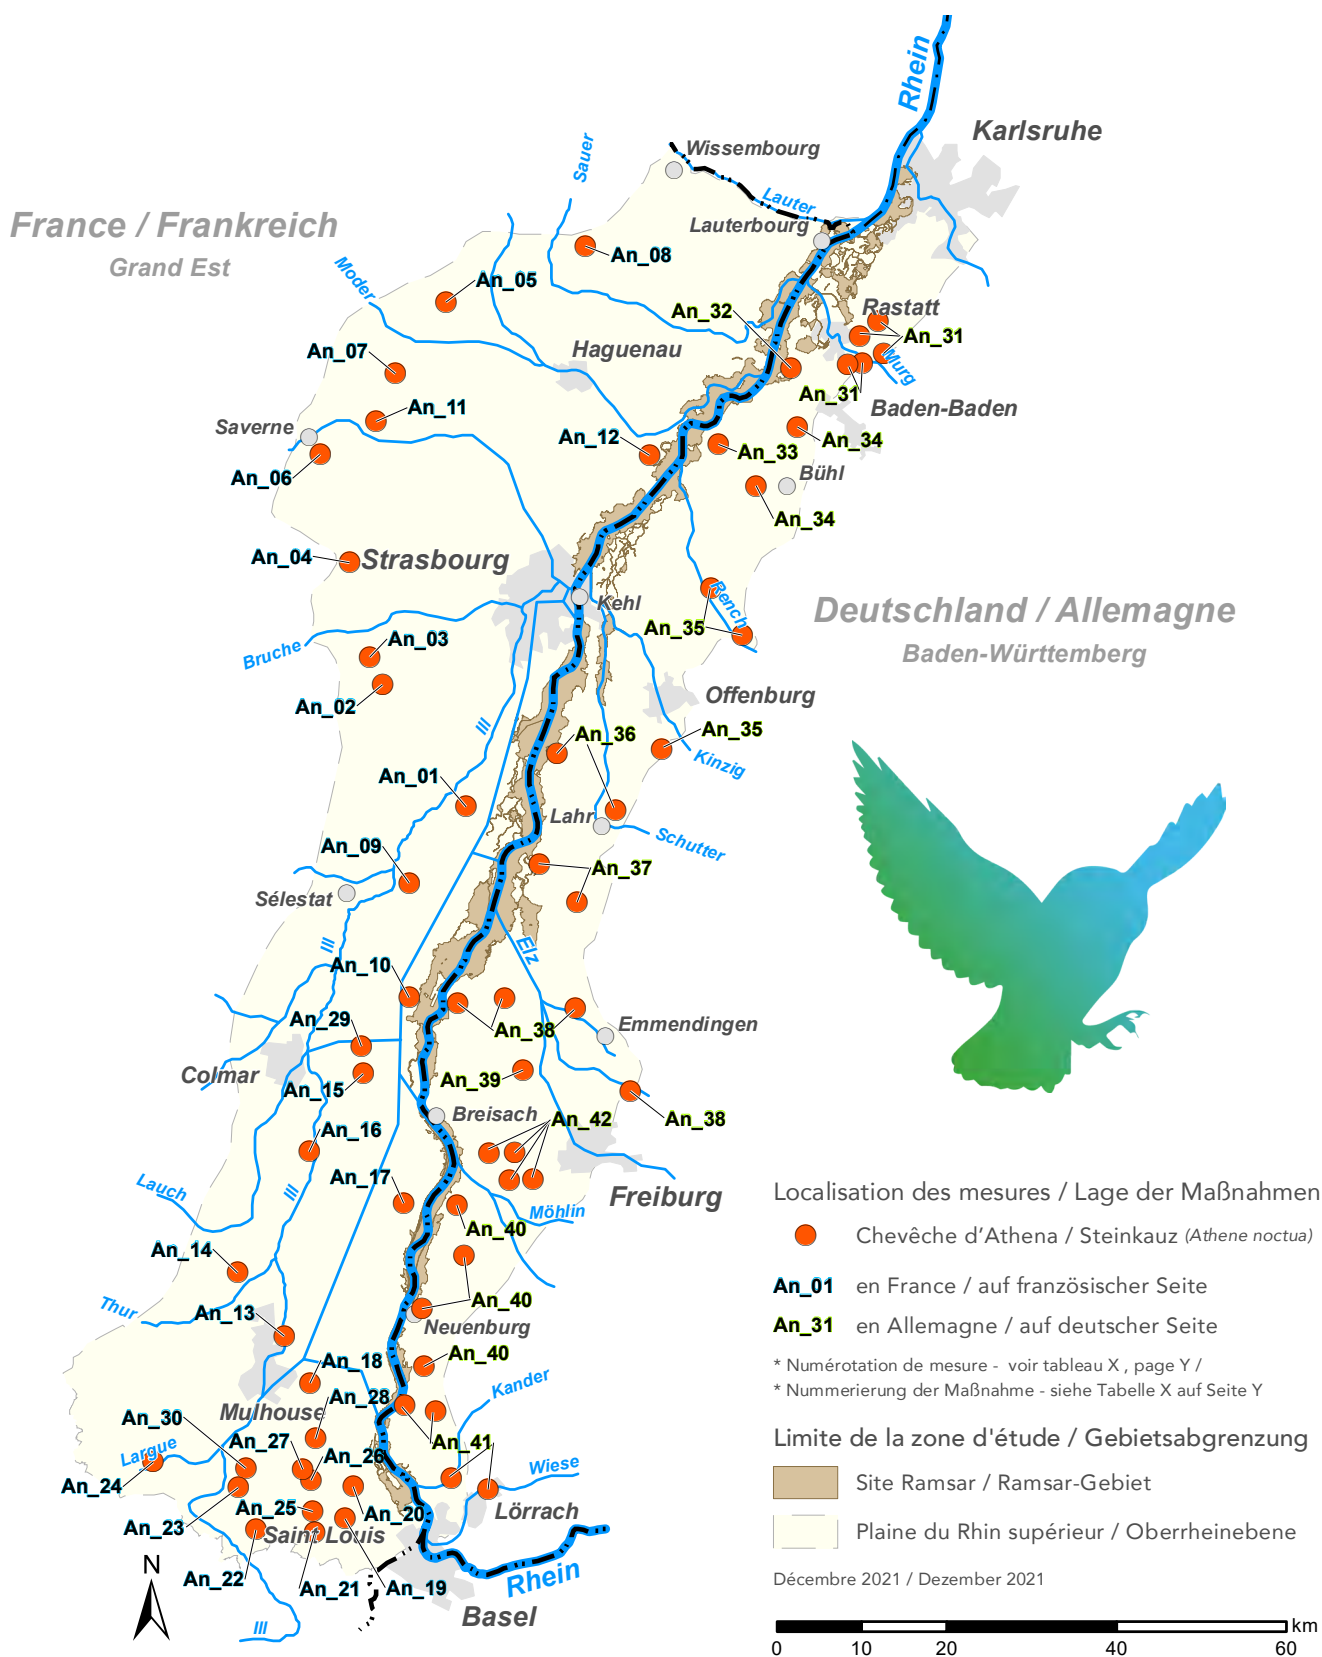 Rhein
Karlsruhe
Wissembourg
Sauer
Lauter
France / Frankreich
Grand Est
Lauterbourg
An_08
Moder
An_05
An_32
Rastatt
An_31
An_07
Haguenau
Murg
An_31
An_11
Baden-Baden
Saverne
An_12
An_34
An_33
An_06
Bühl
An_34
An_04
Strasbourg
Kehl
Rench
Deutschland / Allemagne
An_35
Baden-Württemberg
An_03
Bruche
Offenburg
An_02
Ill
An_36
An_35
Kinzig
An_01
Lahr
Schutter
An_09
An_37
Sélestat
Ill
Elz
An_10
An_29
An_38
Emmendingen
Colmar
An_15
An_39
Breisach
An_42
An_38
An_16
An_17
Lauch
Ill
Freiburg
Möhlin
An_40
An_14
An_40
Thur
An_13
Neuenburg
An_40
An_18
Kander
An_28
Mulhouse
An_30
An_27
An_26
An_41
Largue
Wiese
An_24
An_25
An_20
Lörrach
An_23
Saint Louis
N
An_22
An_21
An_19
Rhein
Basel
Ill
Localisation des mesures / Lage der Maßnahmen
Chevêche d'Athena / Steinkauz (Athene noctua)
An_01 en France / auf französischer Seite
An_31 en Allemagne / auf deutscher Seite
* Numérotation de mesure - voir tableau X , page Y /
* Nummerierung der Maßnahme - siehe Tabelle X auf Seite Y
Limite de la zone d'étude / Gebietsabgrenzung
Site Ramsar / Ramsar-Gebiet
Plaine du Rhin supérieur / Oberrheinebene
Décembre 2021 / Dezember 2021
km
0 10 20 40 60